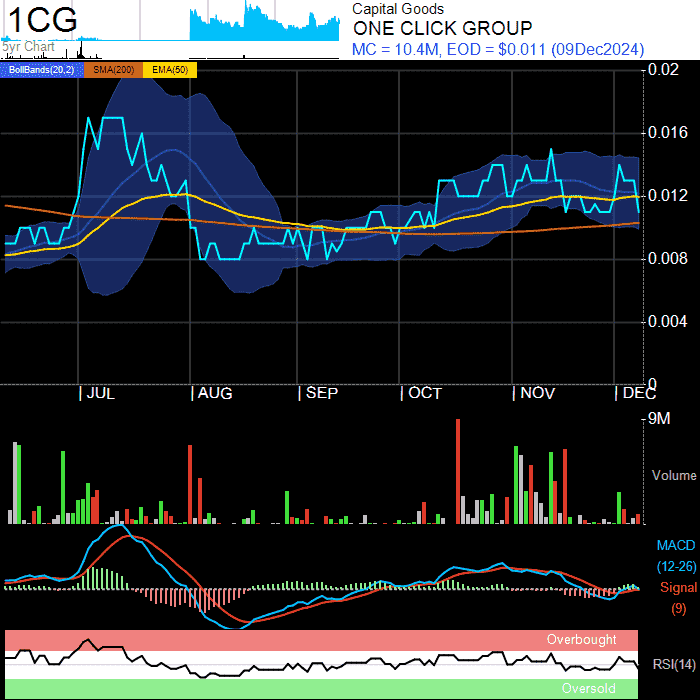 1CG
5yr Chart
Capital Goods
ONE CLICK GROUP
MC = 10.4M, EOD = $0.011 (09Dec2024)
BollBands(20,2) SMA(200) EMA(50)
0.02
0.016
0.012
0.008
0.004
0
JUL AUG SEP OCT NOV DEC
9M
Volume
MACD
(12-26)
Signal
(9)
Overbought
RSI(14)
Oversold